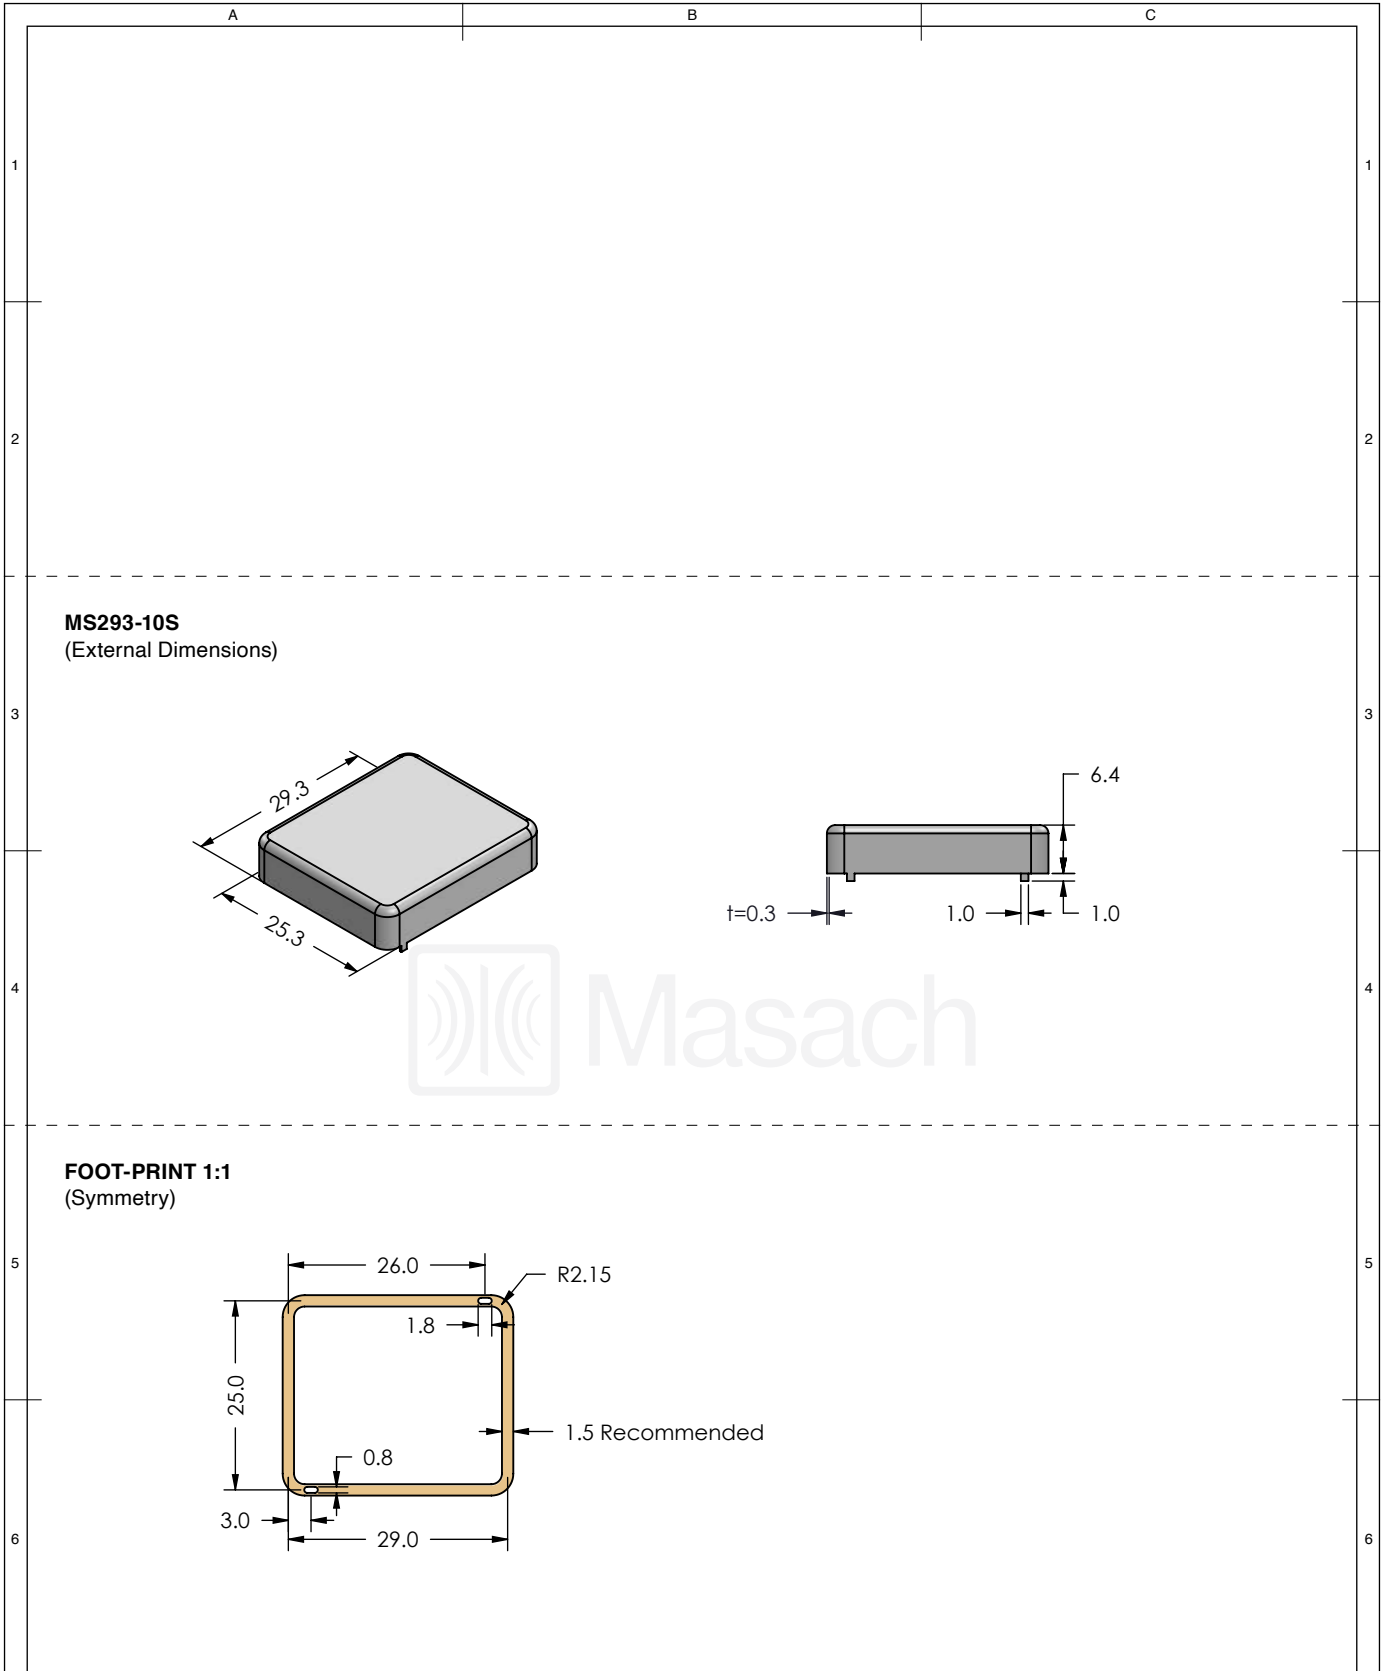 A
B
C
1
1
2
2
MS293-10S
(External Dimensions)
3
3
29.3
6.4
25.3
t=0.3
1.0
1.0
Masach
4
4
FOOT-PRINT 1:1
(Symmetry)
5
5
26.0
R2.15
1.8
25.0
1.5 Recommended
0.8
3.0
29.0
6
6